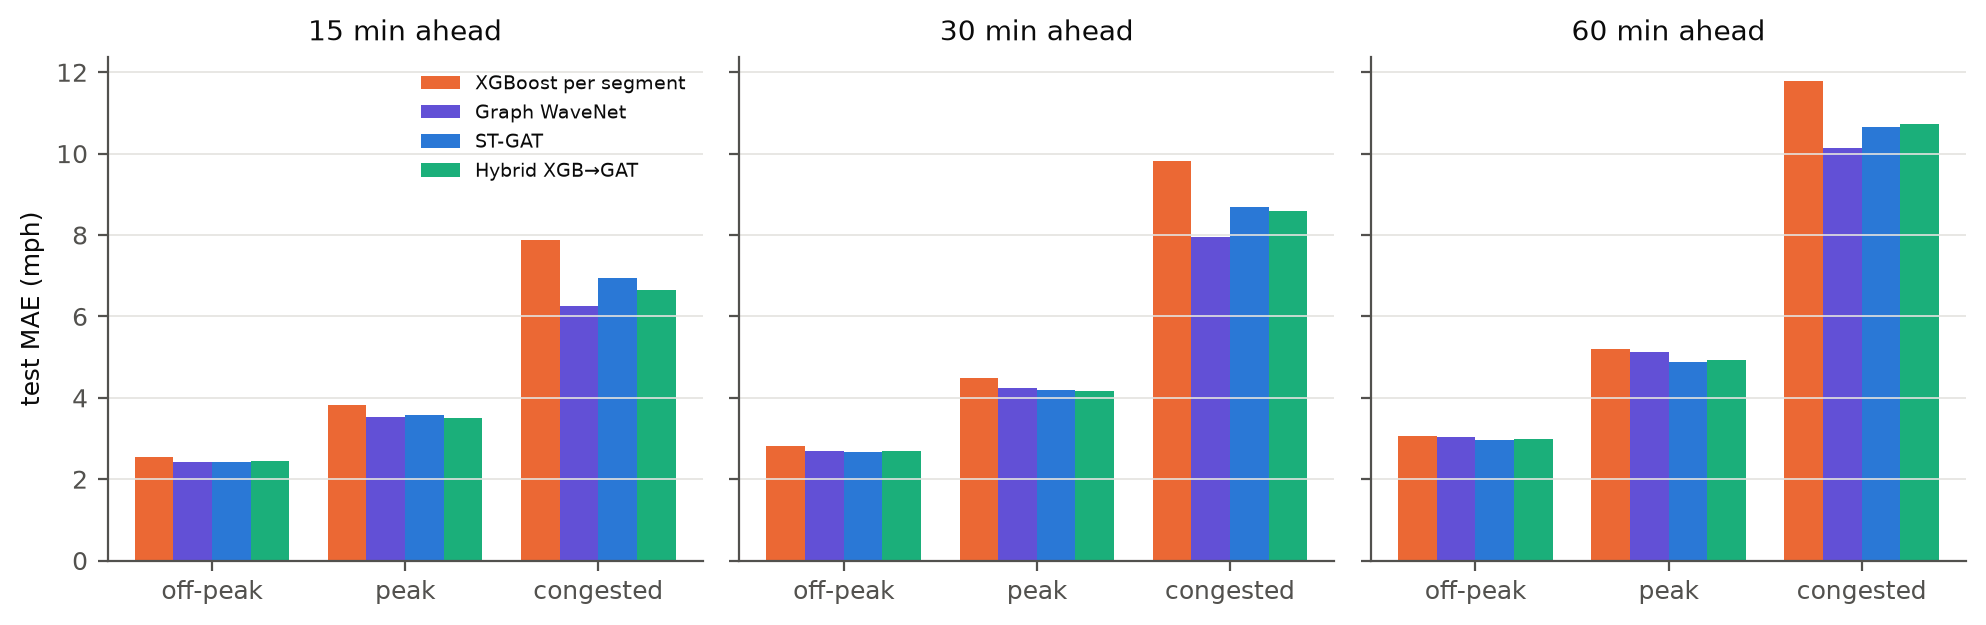 15 min ahead
30 min ahead
60 min ahead
test MAE (mph)
12
10
8
6
4
2
0
XGBoost per segment
Graph WaveNet
ST-GAT
Hybrid XGB→GAT
off-peak
peak
congested
off-peak
peak
congested
off-peak
peak
congested